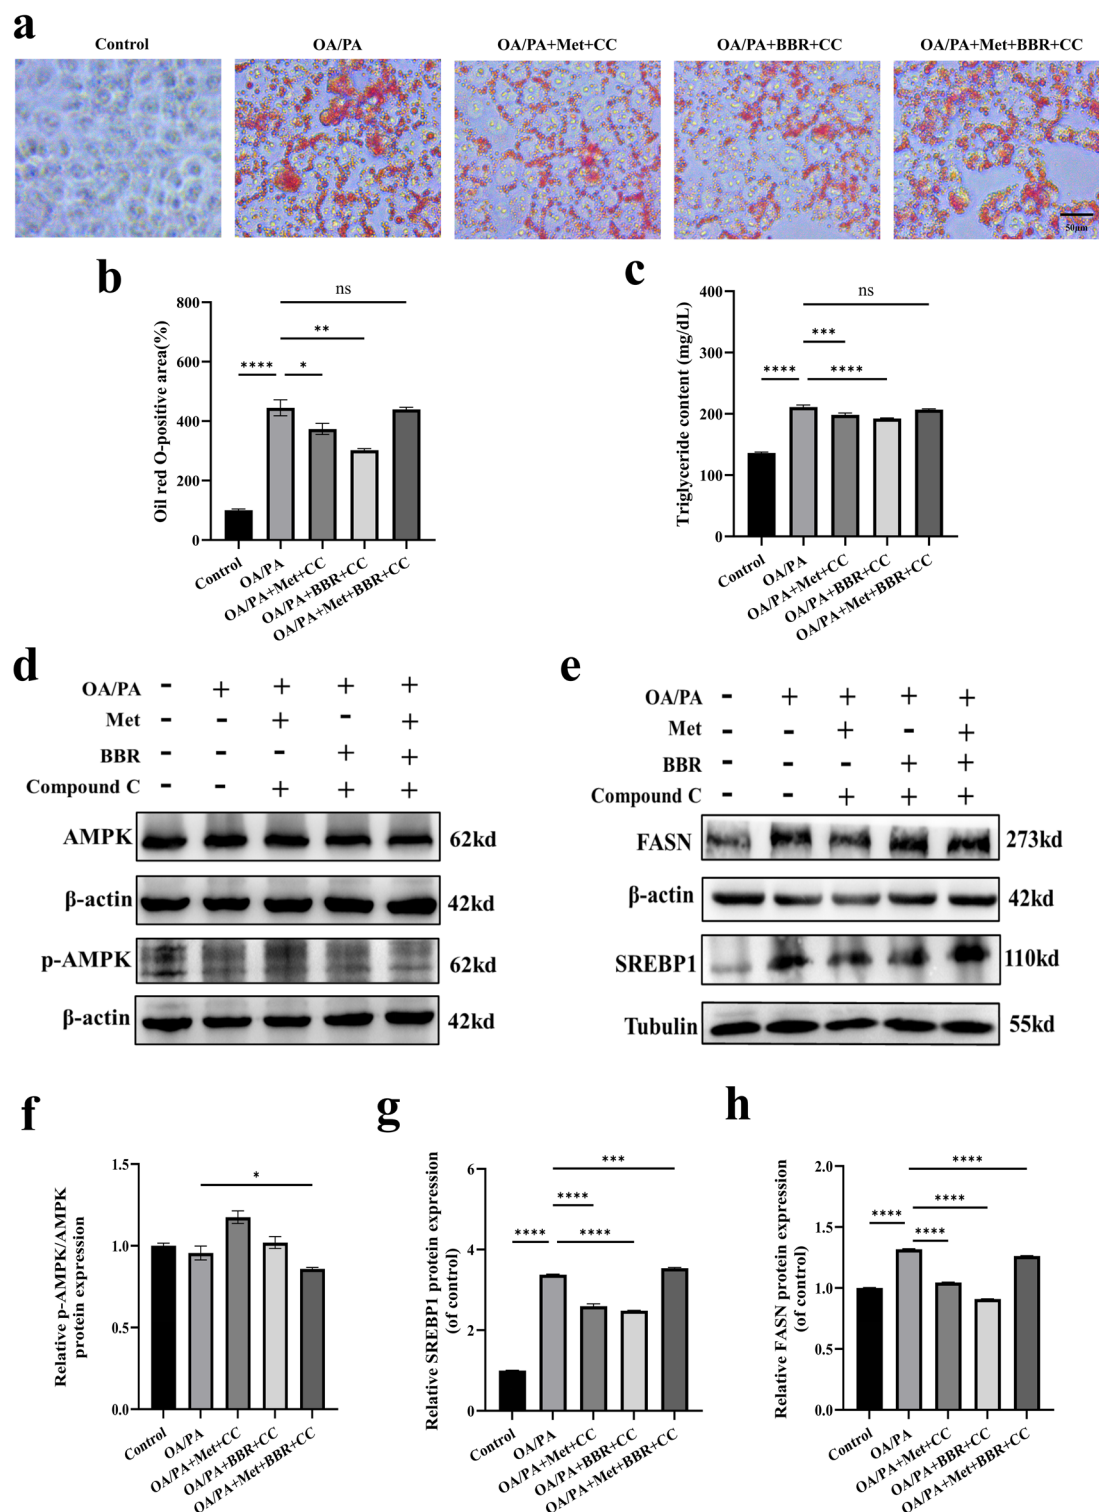 a
Control
OA/PA
OA/PA+Met+CC
OA/PA+BBR+CC
OA/PA+Met+BBR+CC
50μm
b
Oil red O-positive area(%)
800
600
400
200
0
ns
**
****
*
Control
OA/PA
OA/PA+Met+CC
OA/PA+BBR+CC
OA/PA+Met+BBR+CC
c
Triglyceride content (mg/dL)
400
300
200
100
0
ns
***
****
****
Control
OA/PA
OA/PA+Met+CC
OA/PA+BBR+CC
OA/PA+Met+BBR+CC
d
OA/PA - + + + +
Met - - + - +
BBR - - - + +
Compound C - - + + +
AMPK 62kd
β-actin 42kd
p-AMPK 62kd
β-actin 42kd
e
OA/PA - + + + +
Met - - + - +
BBR - - - + +
Compound C - - + + +
FASN 273kd
β-actin 42kd
SREBP1 110kd
Tubulin 55kd
f
Relative p-AMPK/AMPK
protein expression
1.5
1.0
0.5
0.0
*
Control
OA/PA
OA/PA+Met+CC
OA/PA+BBR+CC
OA/PA+Met+BBR+CC
g
Relative SREBP1 protein expression
(of control)
6
4
2
0
***
****
****
****
Control
OA/PA
OA/PA+Met+CC
OA/PA+BBR+CC
OA/PA+Met+BBR+CC
h
Relative FASN protein expression
(of control)
2.0
1.5
1.0
0.5
0.0
****
****
****
****
Control
OA/PA
OA/PA+Met+CC
OA/PA+BBR+CC
OA/PA+Met+BBR+CC